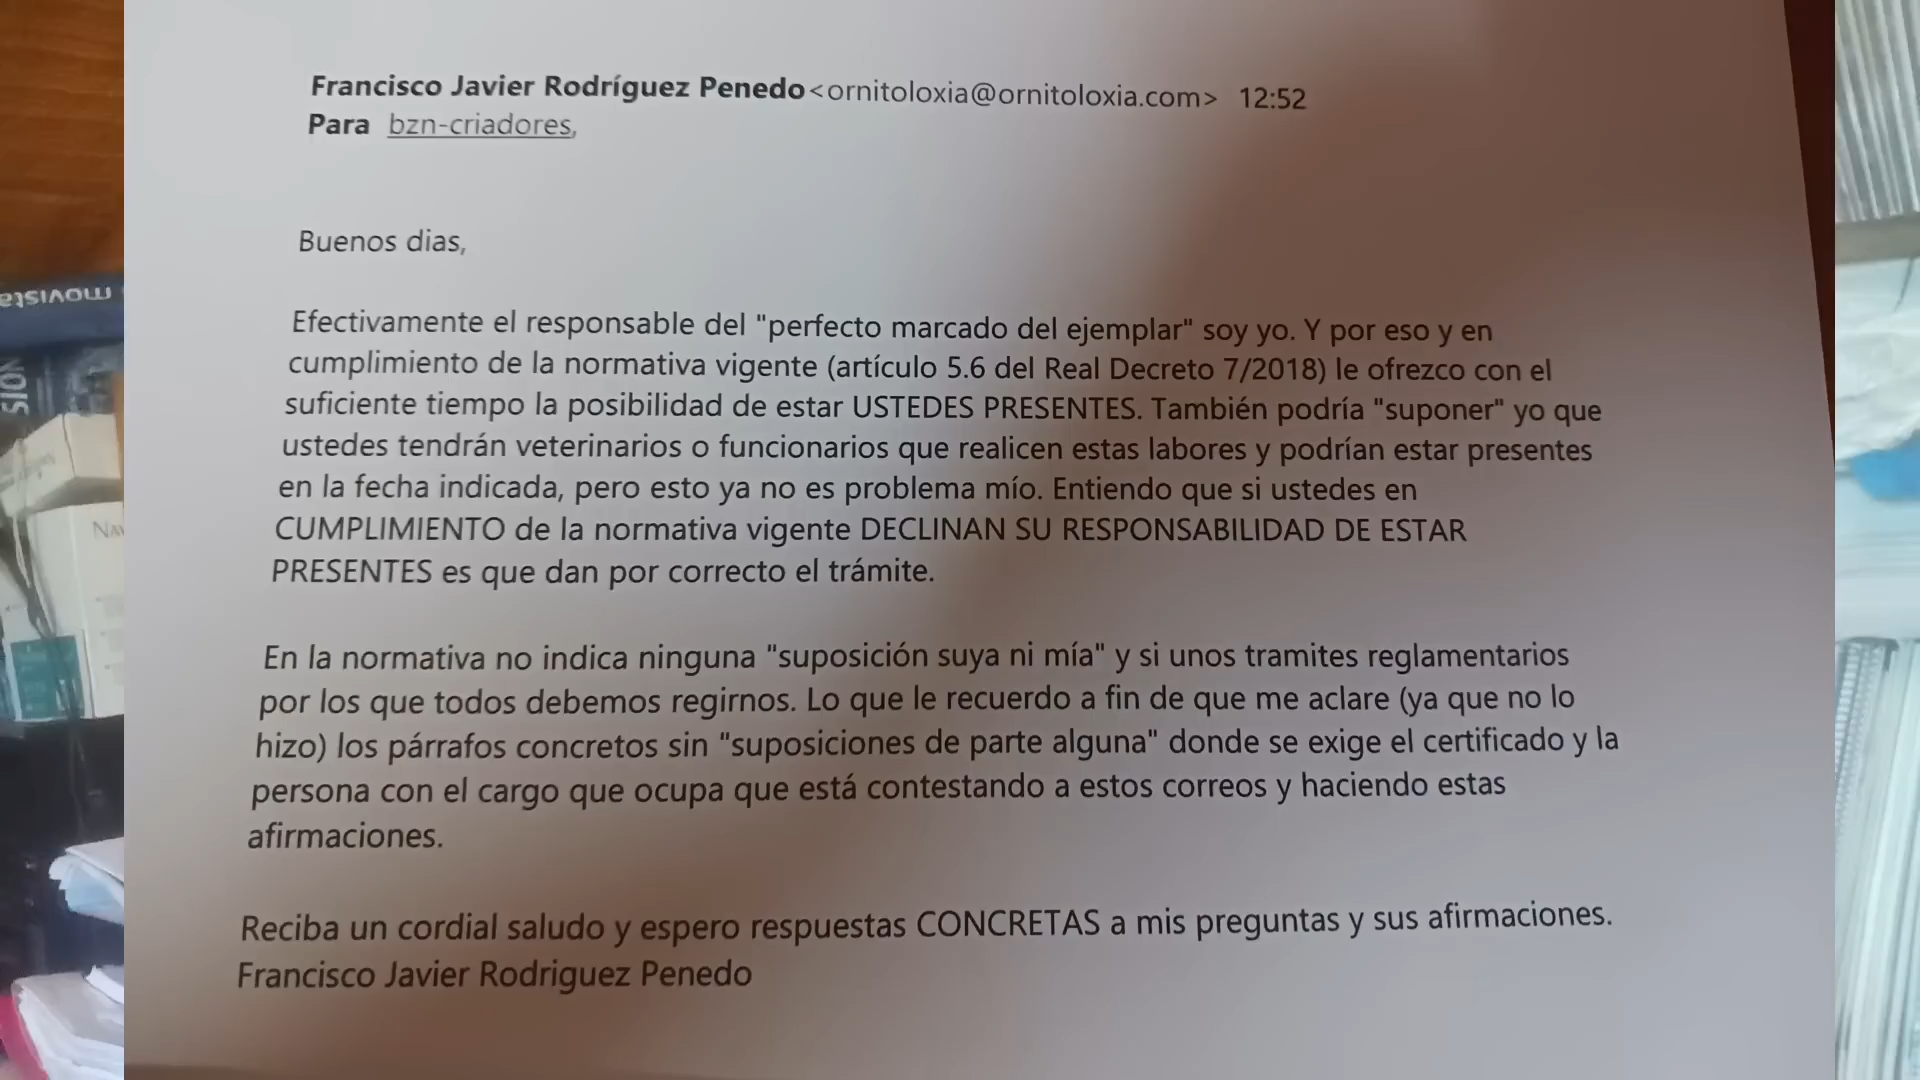 Francisco Javier Rodríguez Penedo<ornitoloxia@ornitoloxia.com> 12:52
Para bzn-criadores,
Buenos dias,
Efectivamente el responsable del "perfecto marcado del ejemplar" soy yo. Y por eso y en
cumplimiento de la normativa vigente (artículo 5.6 del Real Decreto 7/2018) le ofrezco con el
suficiente tiempo la posibilidad de estar USTEDES PRESENTES. También podría "suponer" yo que
ustedes tendrán veterinarios o funcionarios que realicen estas labores y podrían estar presentes
en la fecha indicada, pero esto ya no es problema mío. Entiendo que si ustedes en
CUMPLIMIENTO de la normativa vigente DECLINAN SU RESPONSABILIDAD DE ESTAR
PRESENTES es que dan por correcto el trámite.
En la normativa no indica ninguna "suposición suya ni mía" y si unos tramites reglamentarios
por los que todos debemos regirnos. Lo que le recuerdo a fin de que me aclare (ya que no lo
hizo) los párrafos concretos sin "suposiciones de parte alguna" donde se exige el certificado y la
persona con el cargo que ocupa que está contestando a estos correos y haciendo estas
afirmaciones.
Reciba un cordial saludo y espero respuestas CONCRETAS a mis preguntas y sus afirmaciones.
Francisco Javier Rodriguez Penedo
movista